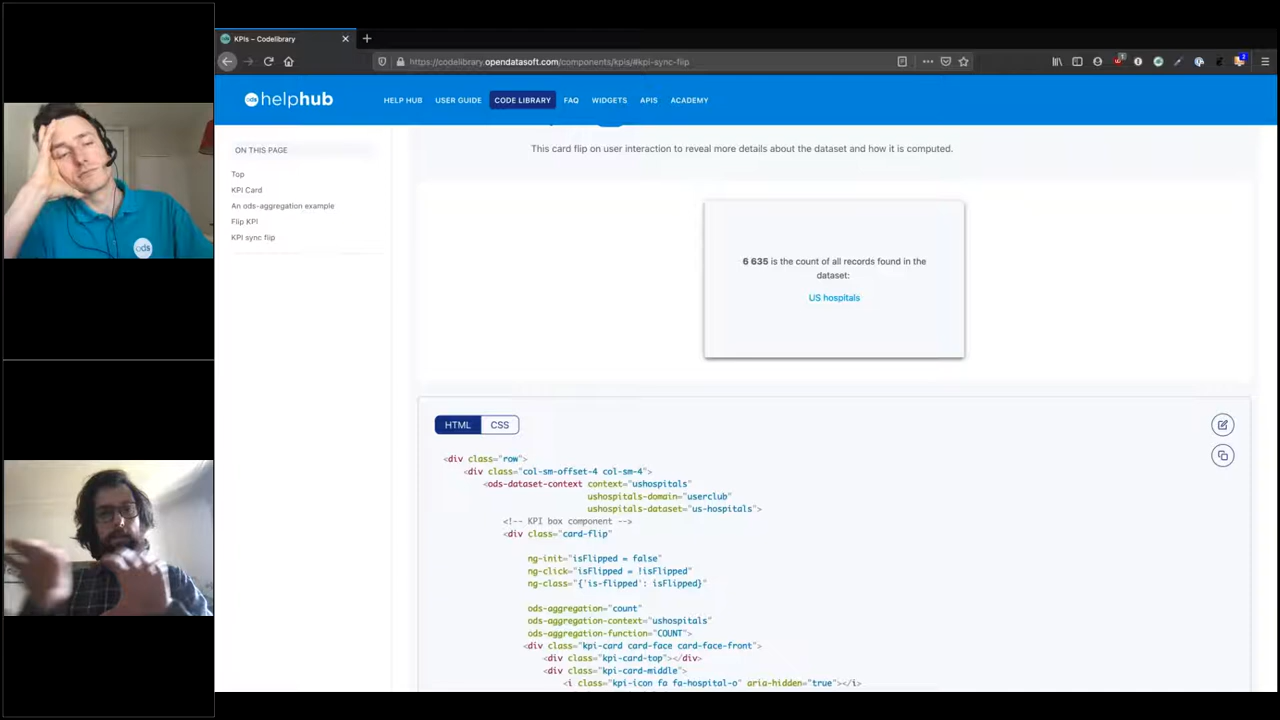 KPIs – Codelibrary
https://codelibrary.opendatasoft.com/components/kpis/#kpi-sync-flip
ods helphub
HELP HUB
USER GUIDE
CODE LIBRARY
FAQ
WIDGETS
APIS
ACADEMY
ON THIS PAGE
Top
KPI Card
An ods-aggregation example
Flip KPI
KPI sync flip
This card flip on user interaction to reveal more details about the dataset and how it is computed.
6 635 is the count of all records found in the
dataset:
US hospitals
HTML
CSS
<div class="row">
<div class="col-sm-offset-4 col-sm-4">
<ods-dataset-context context="ushospitals"
ushospitals-domain="userclub"
ushospitals-dataset="us-hospitals">
<!-- KPI box component -->
<div class="card-flip"
ng-init="isFlipped = false"
ng-click="isFlipped = !isFlipped"
ng-class="{'is-flipped': isFlipped}"
ods-aggregation="count"
ods-aggregation-context="ushospitals"
ods-aggregation-function="COUNT">
<div class="kpi-card card-face card-face-front">
<div class="kpi-card-top"></div>
<div class="kpi-card-middle">
<i class="kpi-icon fa fa-hospital-o" aria-hidden="true"></i>
ods